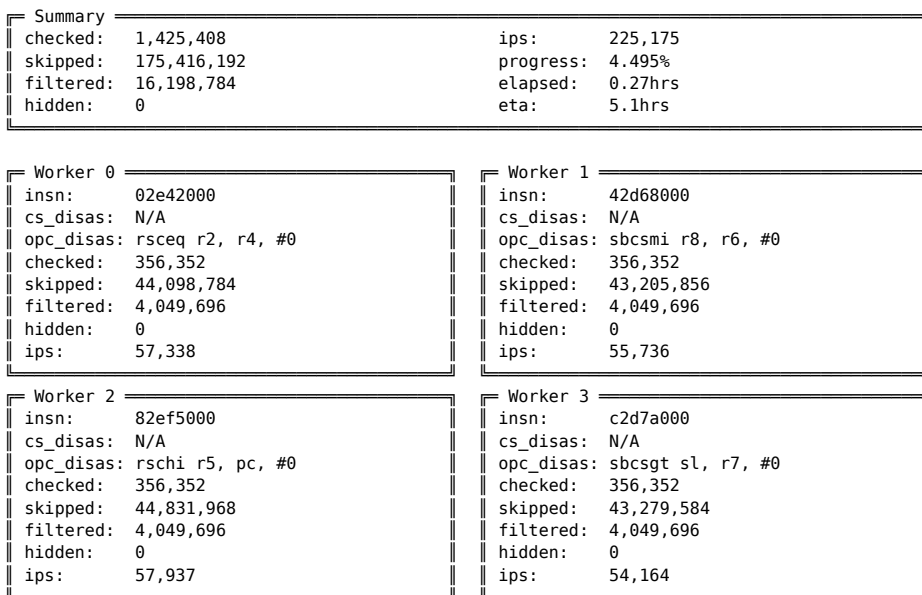 Summary
checked: 1,425,408 ips: 225,175
skipped: 175,416,192 progress: 4.495%
filtered: 16,198,784 elapsed: 0.27hrs
hidden: 0 eta: 5.1hrs
Worker 0
insn: 02e42000
cs_disas: N/A
opc_disas: rsceq r2, r4, #0
checked: 356,352
skipped: 44,098,784
filtered: 4,049,696
hidden: 0
ips: 57,338
Worker 1
insn: 42d68000
cs_disas: N/A
opc_disas: sbcsmi r8, r6, #0
checked: 356,352
skipped: 43,205,856
filtered: 4,049,696
hidden: 0
ips: 55,736
Worker 2
insn: 82ef5000
cs_disas: N/A
opc_disas: rschi r5, pc, #0
checked: 356,352
skipped: 44,831,968
filtered: 4,049,696
hidden: 0
ips: 57,937
Worker 3
insn: c2d7a000
cs_disas: N/A
opc_disas: sbcsgt sl, r7, #0
checked: 356,352
skipped: 43,279,584
filtered: 4,049,696
hidden: 0
ips: 54,164